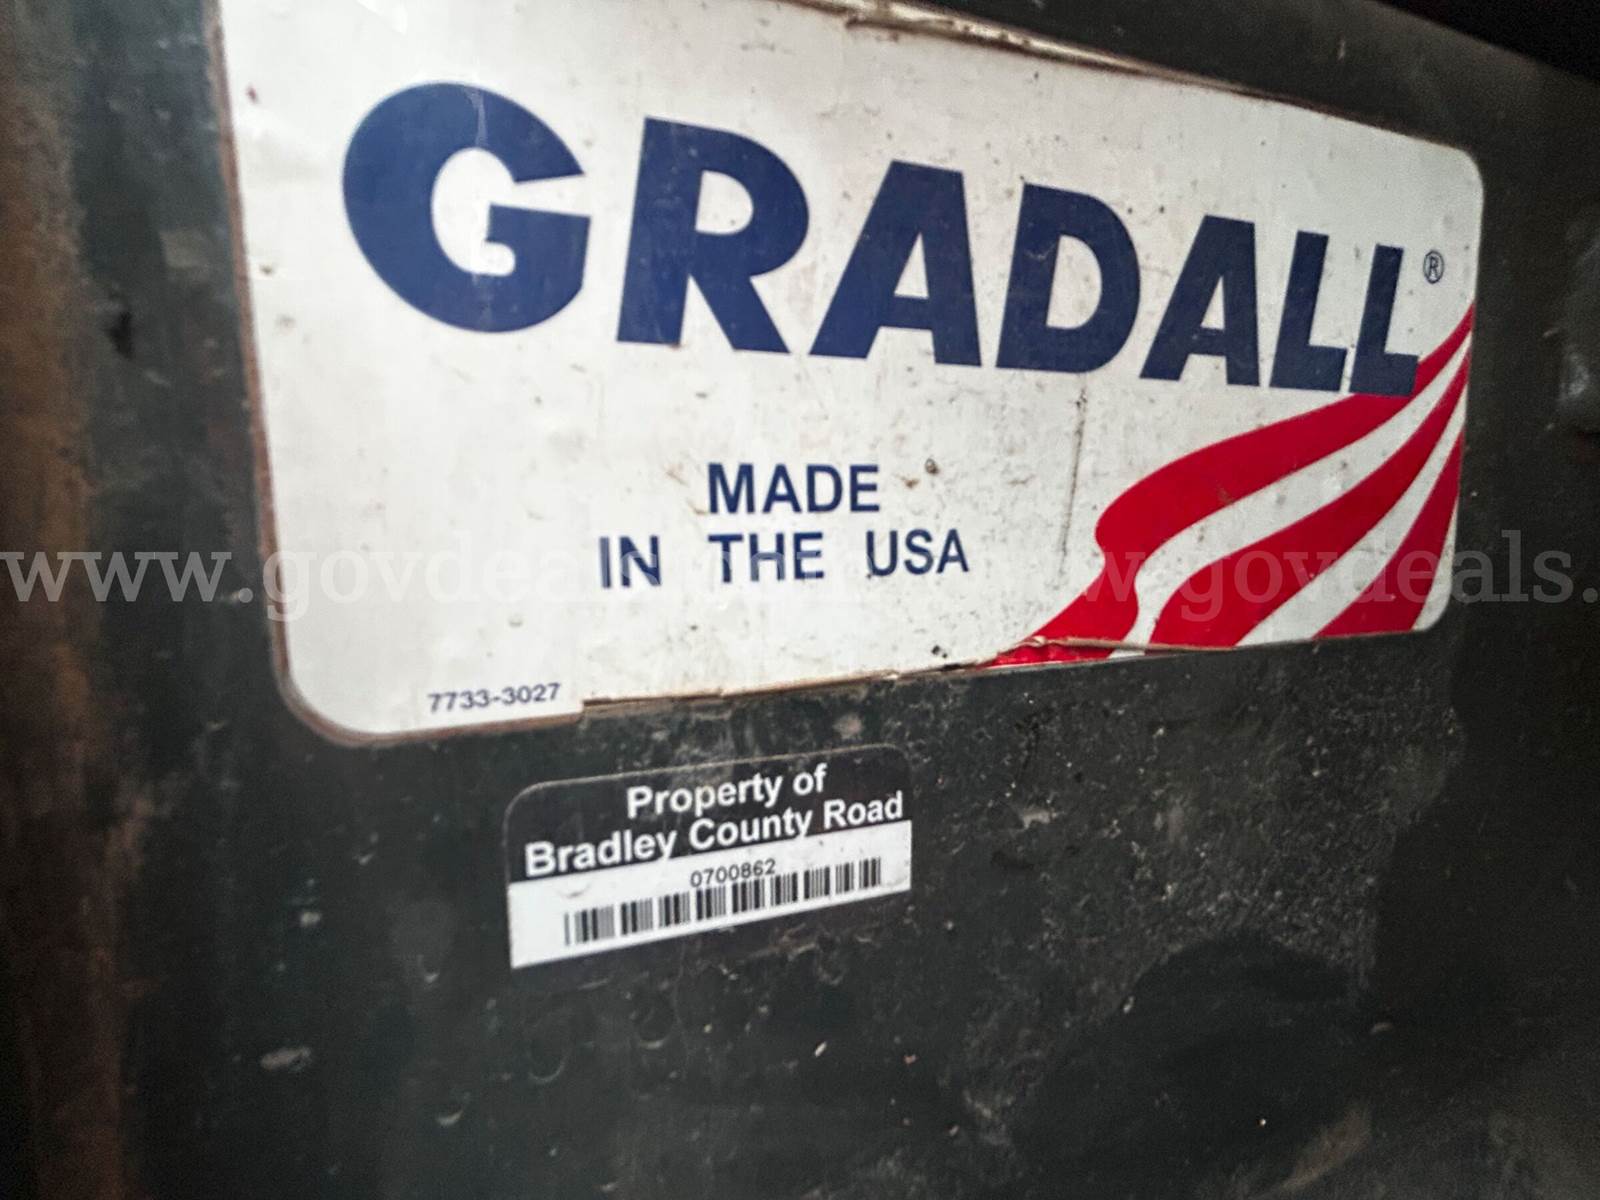 GRADALL®
MADE
IN THE USA
www.govdeals. www.govdeals.
7733-3027
Property of
Bradley County Road
0700862